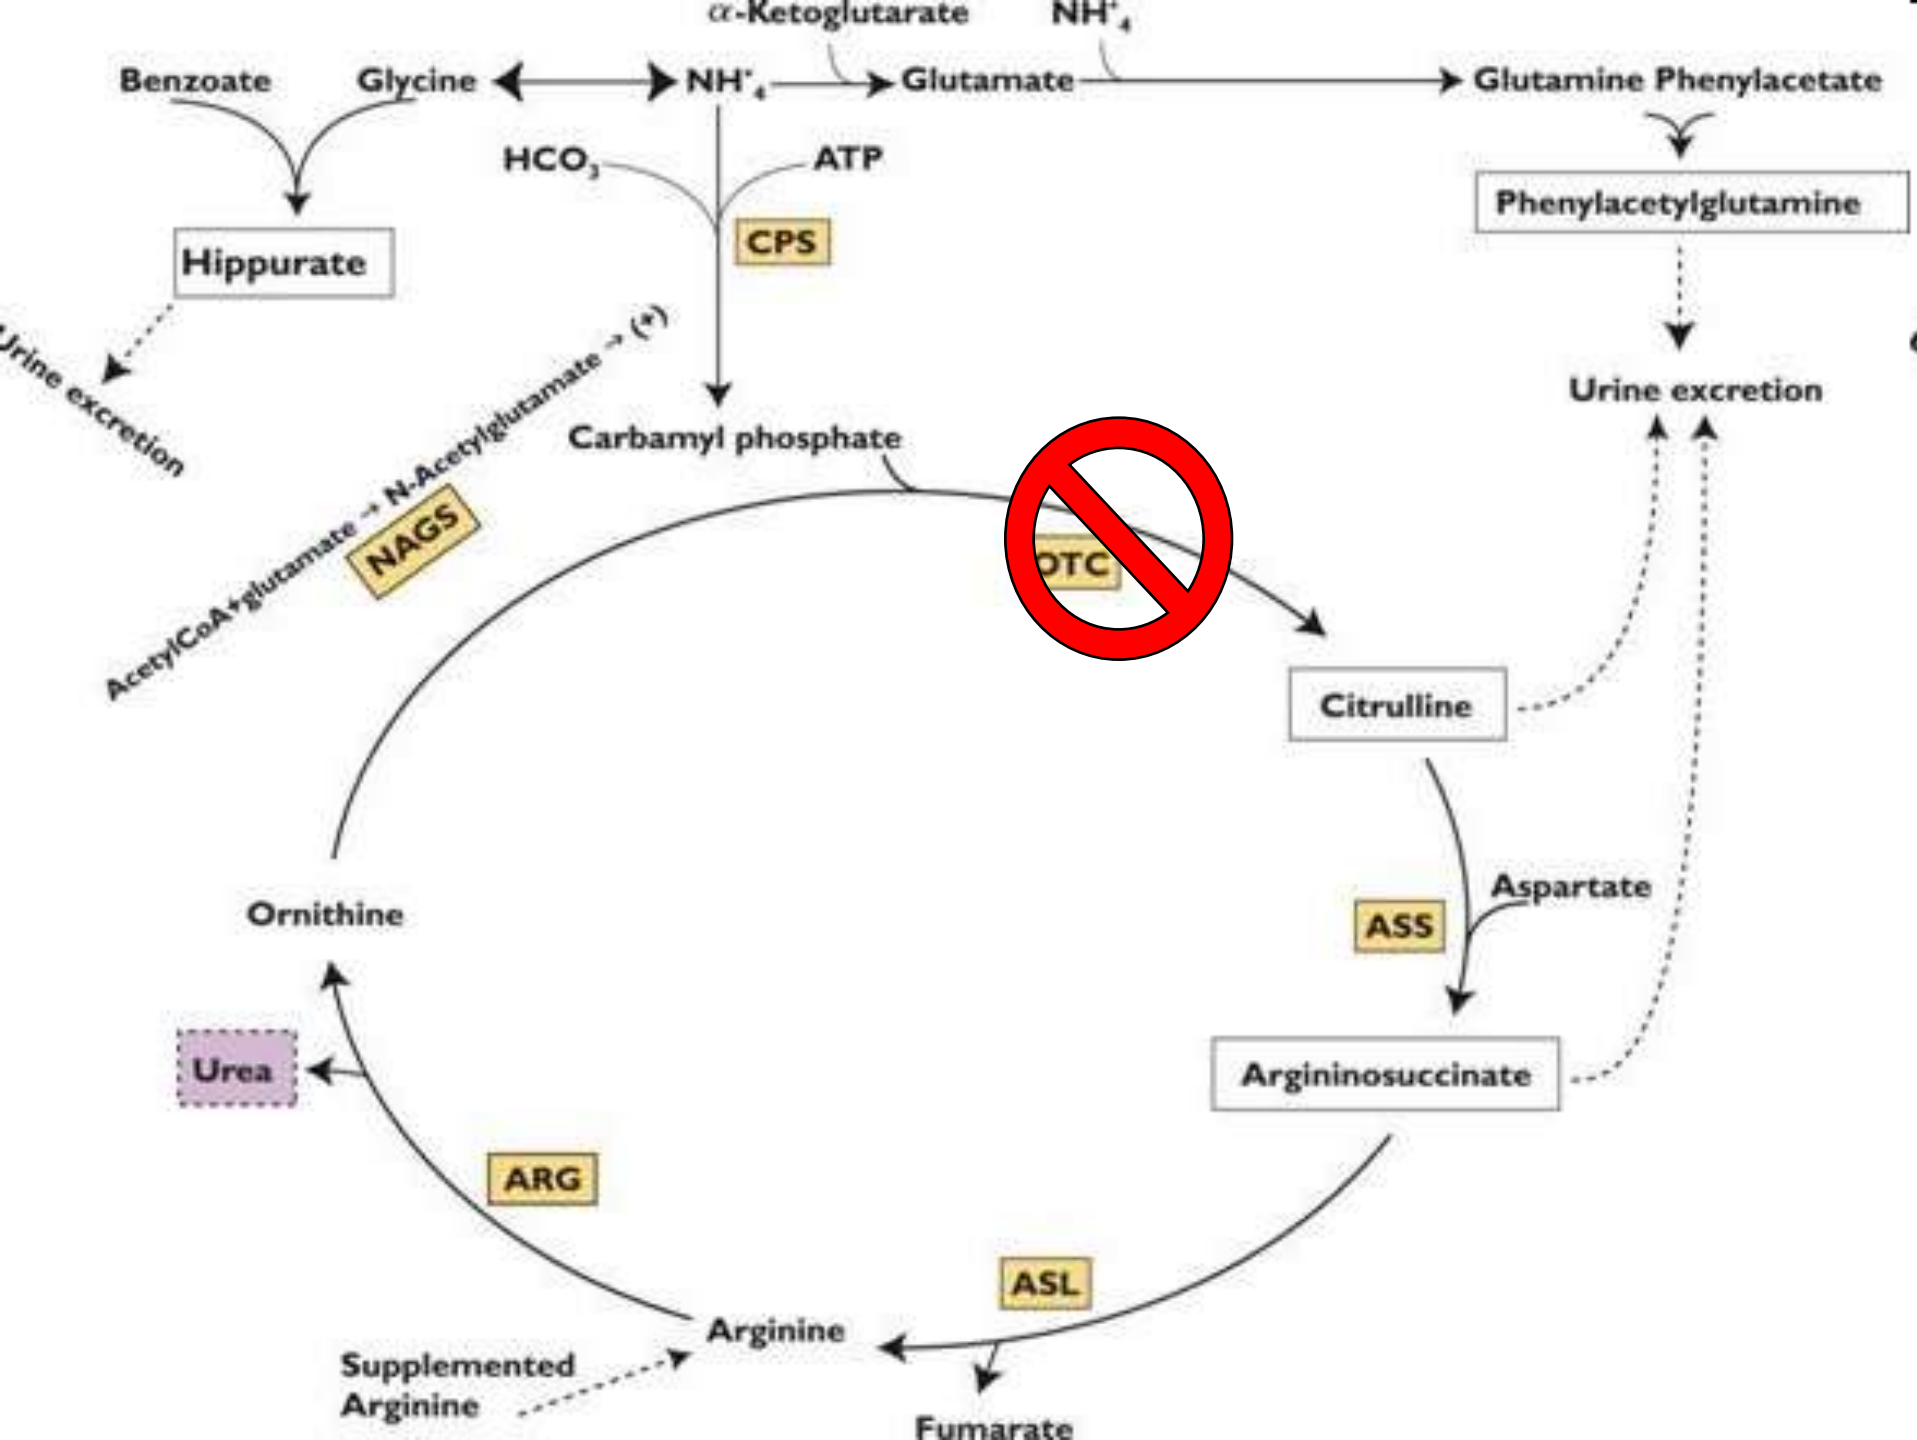 α-Ketoglutarate NH⁺₄
Benzoate Glycine NH⁺₄ Glutamate Glutamine Phenylacetate
HCO₃ ATP
Phenylacetylglutamine
CPS
Hippurate
Urine excretion
AcetylCoA+glutamate → N-Acetylglutamate → (*)
NAGS
Urine excretion
Carbamyl phosphate
OTC
Citrulline
Aspartate
ASS
Ornithine
Urea
Argininosuccinate
ARG
ASL
Arginine
Supplemented
Arginine
Fumarate